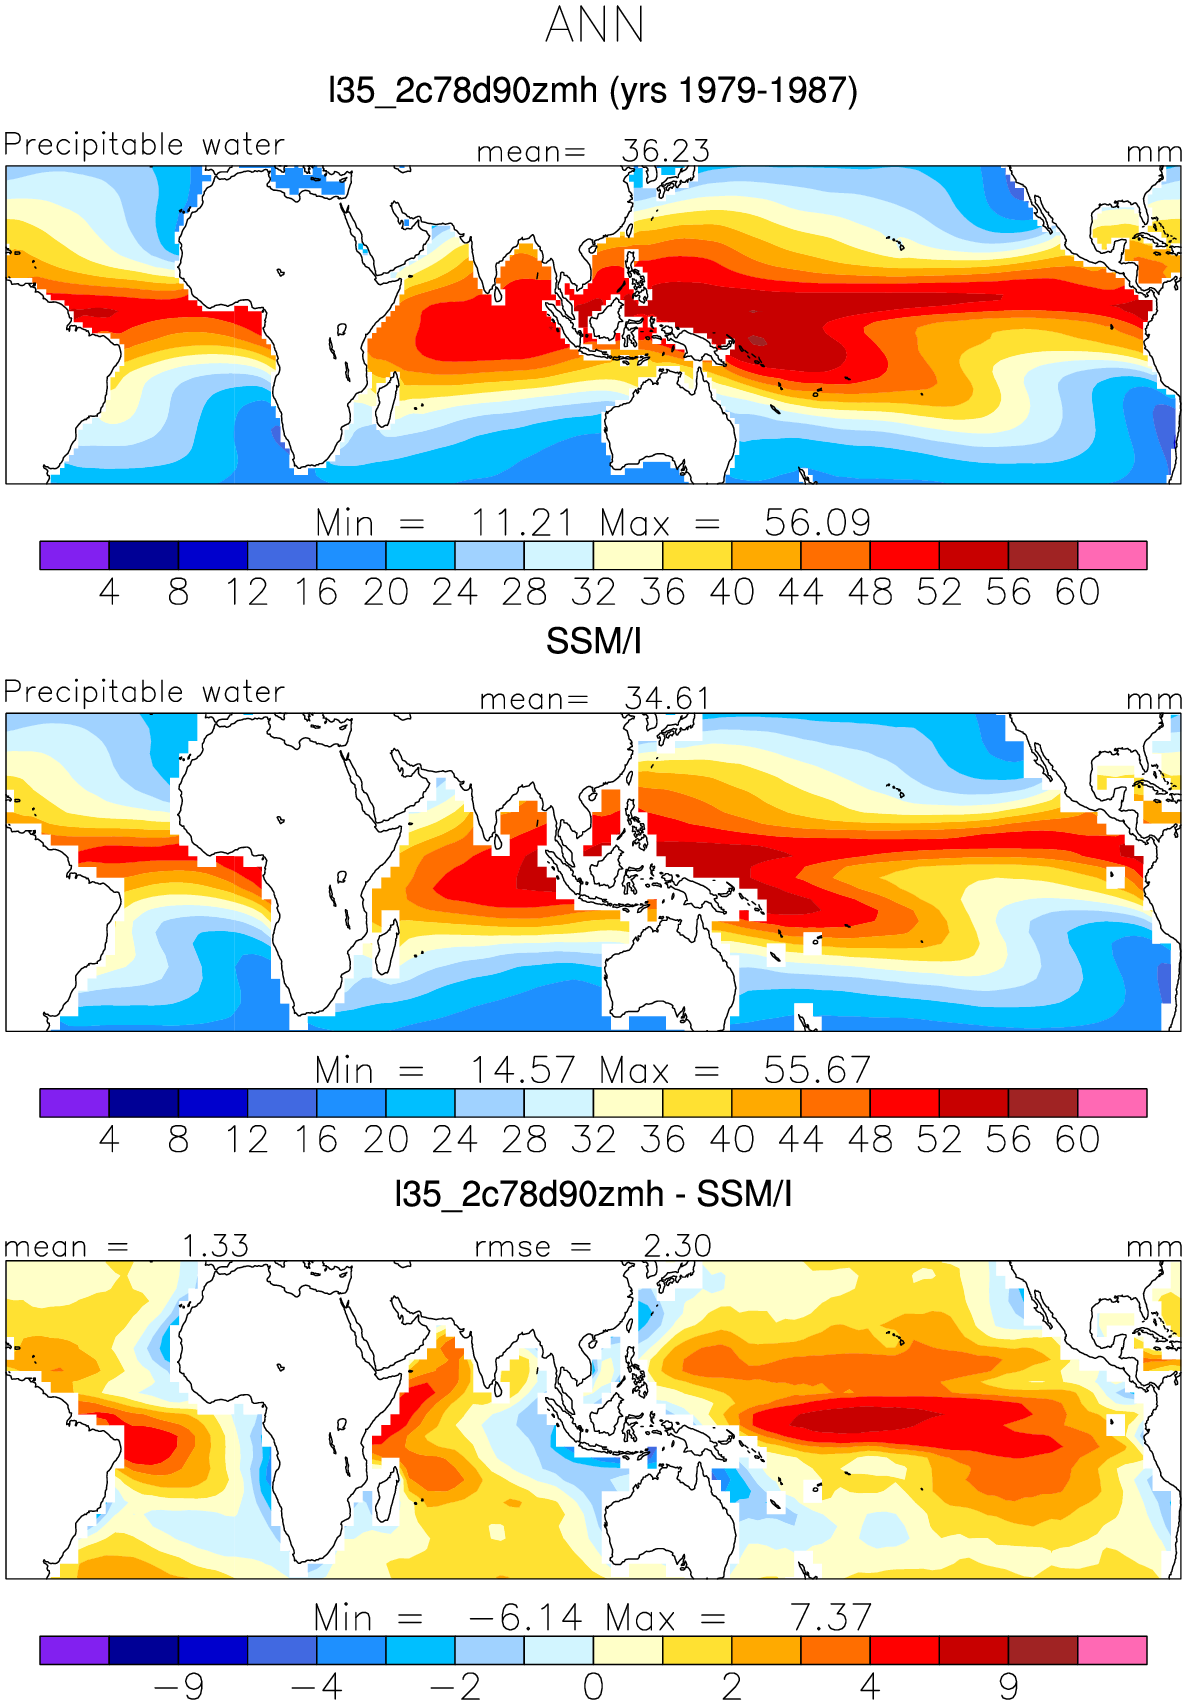 ANN
l35_2c78d90zmh (yrs 1979-1987)
Precipitable water mean= 36.23 mm
Min = 11.21 Max = 56.09
4 8 12 16 20 24 28 32 36 40 44 48 52 56 60
SSM/I
Precipitable water mean= 34.61 mm
Min = 14.57 Max = 55.67
4 8 12 16 20 24 28 32 36 40 44 48 52 56 60
l35_2c78d90zmh - SSM/I
mean = 1.33 rmse = 2.30 mm
Min = -6.14 Max = 7.37
-9 -4 -2 0 2 4 9